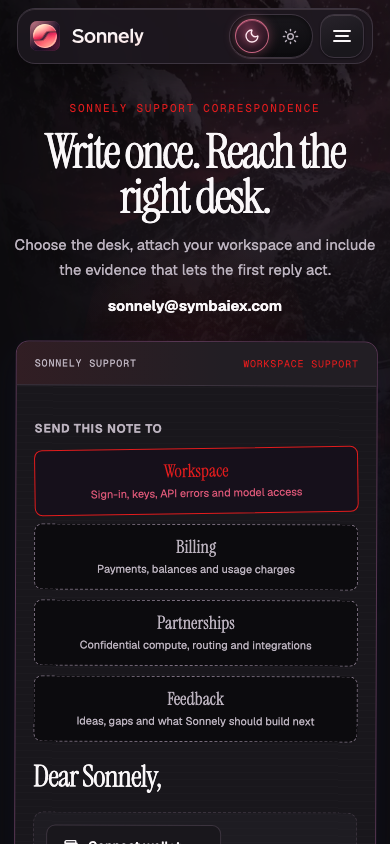 Sonnely
SONNELY SUPPORT CORRESPONDENCE
Write once. Reach the
right desk.
Choose the desk, attach your workspace and include
the evidence that lets the first reply act.
sonnely@symbaiex.com
SONNELY SUPPORT
WORKSPACE SUPPORT
SEND THIS NOTE TO
Workspace
Sign-in, keys, API errors and model access
Billing
Payments, balances and usage charges
Partnerships
Confidential compute, routing and integrations
Feedback
Ideas, gaps and what Sonnely should build next
Dear Sonnely,
Connect wallet